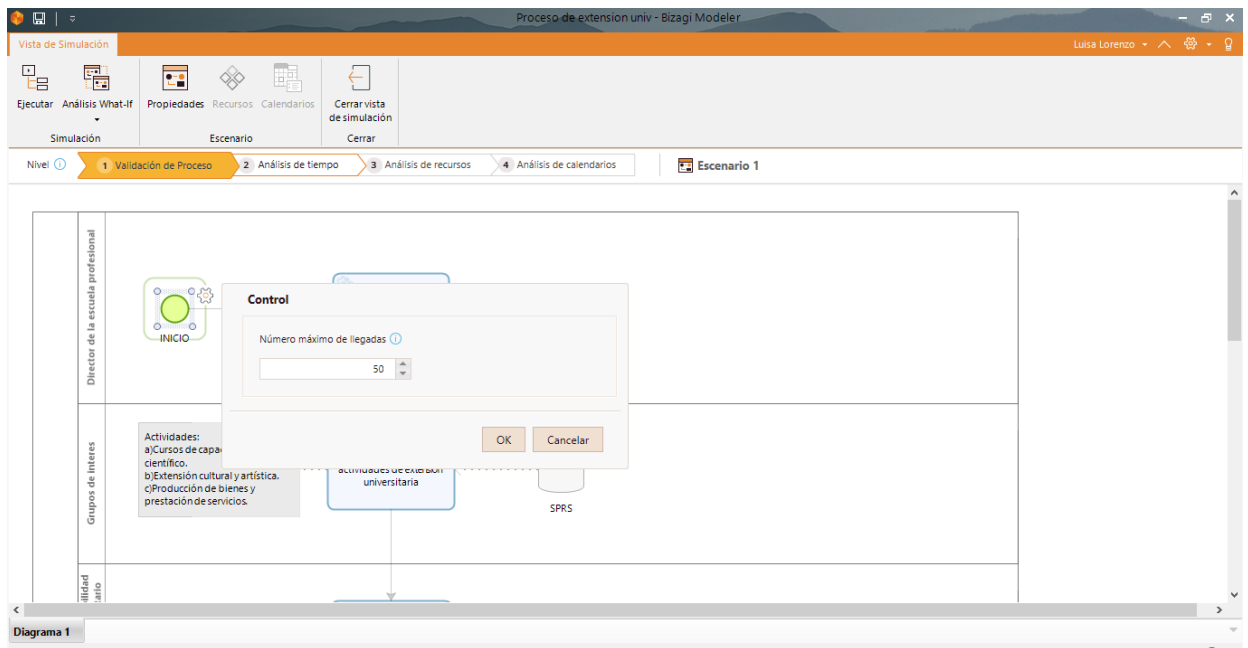 Proceso de extension univ - Bizagi Modeler
Vista de Simulación
Luisa Lorenzo
Ejecutar Análisis What-If Propiedades Recursos Calendarios Cerrar vista
de simulación
Simulación Escenario Cerrar
Nivel 1 Validación de Proceso 2 Análisis de tiempo 3 Análisis de recursos 4 Análisis de calendarios Escenario 1
Director de la escuela profesional
INICIO
Control
Número máximo de llegadas
50
OK Cancelar
Grupos de interes
Actividades:
a)Cursos de capa
científico.
b)Extensión cultural y artística.
c)Producción de bienes y
prestación de servicios.
actividades de extensión
universitaria
SPRS
Diagrama 1